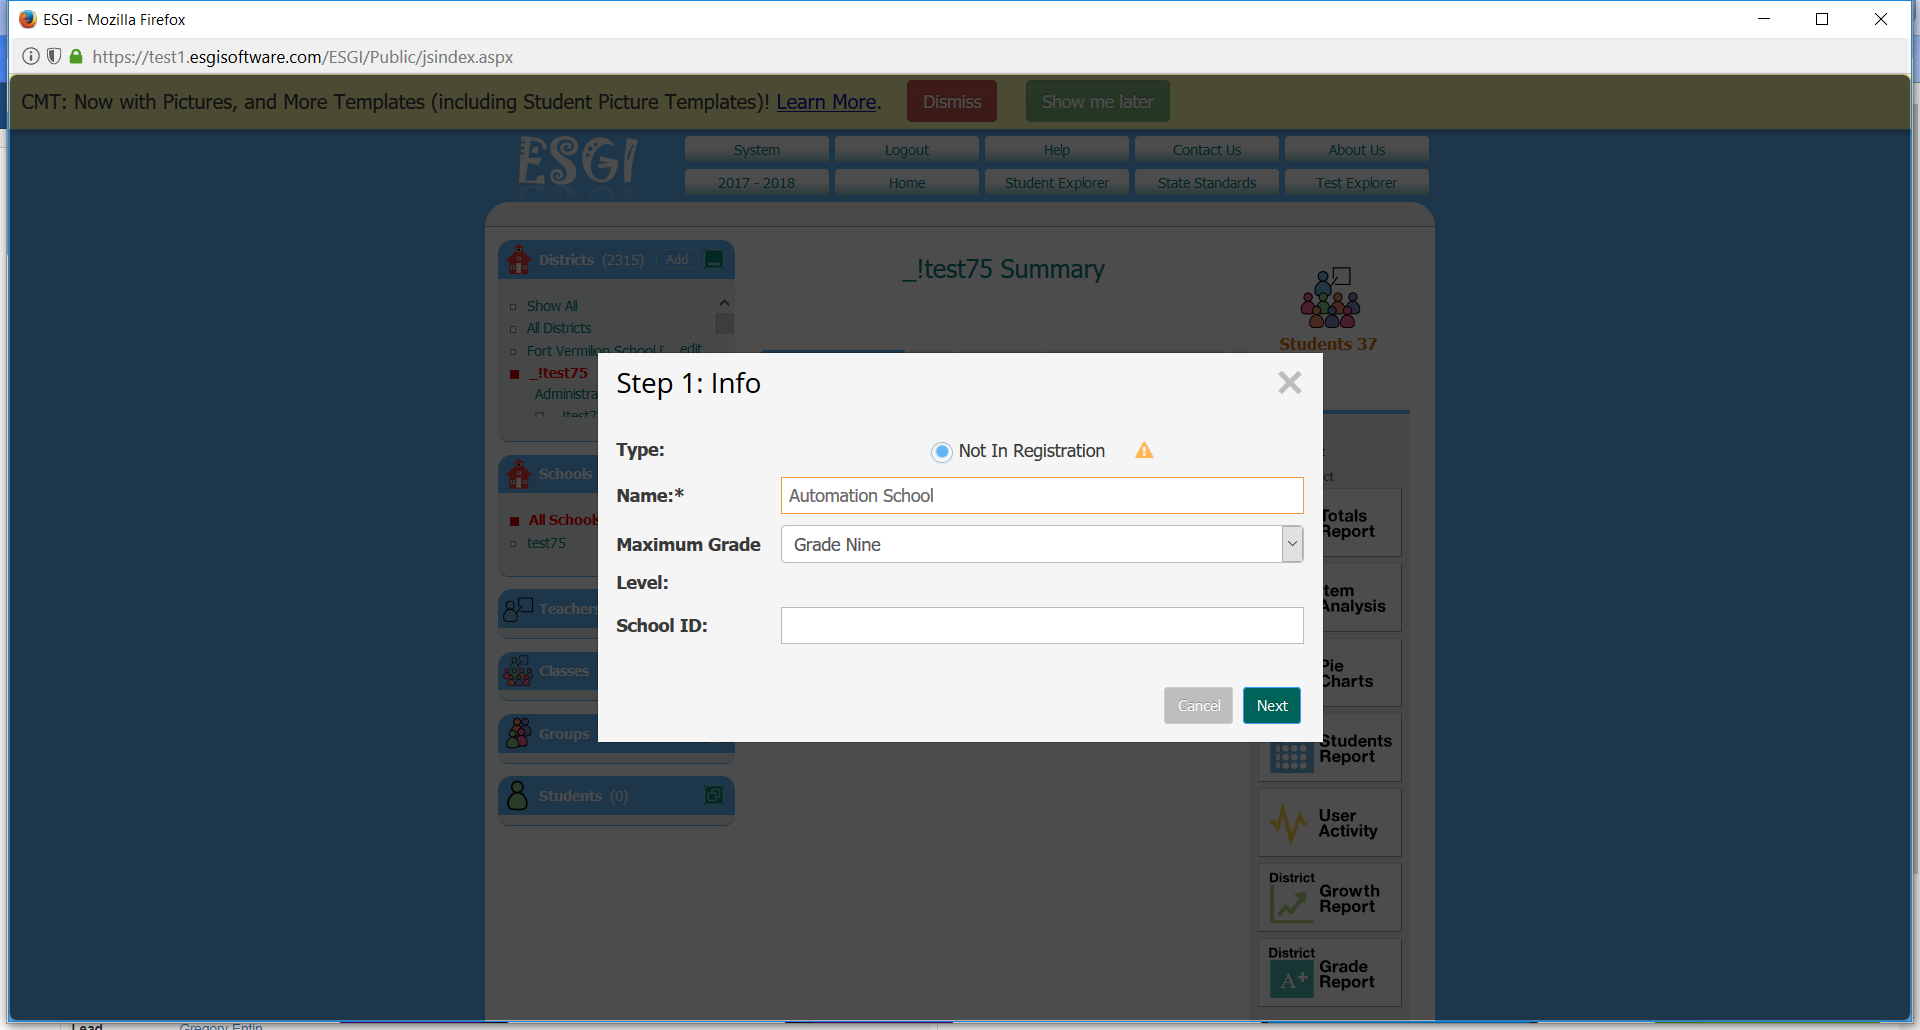 ESGI - Mozilla Firefox
https://test1.esgisoftware.com/ESGI/Public/jsindex.aspx
CMT: Now with Pictures, and More Templates (including Student Picture Templates)! Learn More. Dismiss Show me later
ESGI
System Logout Help Contact Us About Us
2017 - 2018 Home Student Explorer State Standards Test Explorer
Districts (2315) Add
Show All
All Districts
Fort Vermilion School edit
_!test75
Administra
Schools
All Schools
test75
Teachers
Classes
Groups
Students (0)
_!test75 Summary
Students 37
Step 1: Info
Type: Not In Registration
Name:* Automation School
Maximum Grade Level: Grade Nine
School ID:
Cancel Next
Totals
Report
Item
Analysis
Pie
Charts
Students
Report
User
Activity
District
Growth
Report
District
A+
Grade
Report
Lead Gregory Entin